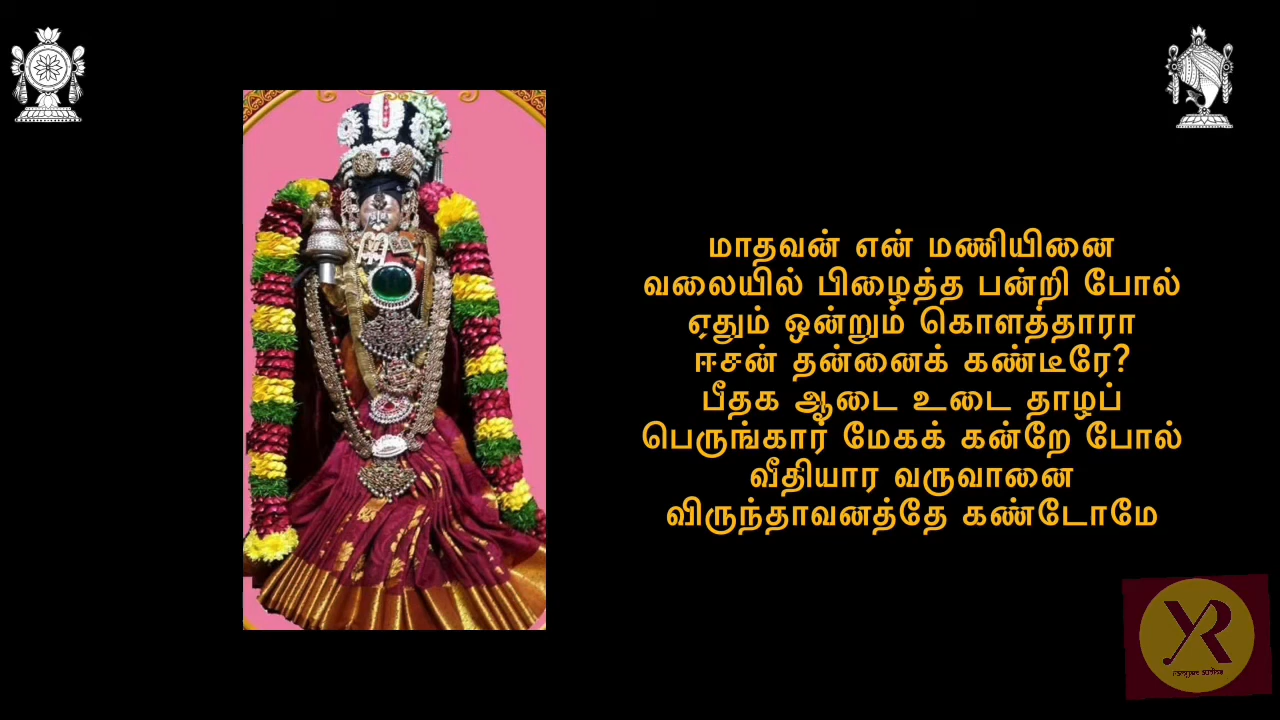 மாதவன் என் மணியினை
வலையில் பிழைத்த பன்றி போல்
ஏதும் ஒன்றும் கொளத்தாரா
ஈசன் தன்னைக் கண்டீரே?
பீதக ஆடை உடை தாழப்
பெருங்கார் மேகக் கன்றே போல்
வீதியார வருவானை
விருந்தாவனத்தே கண்டோமே